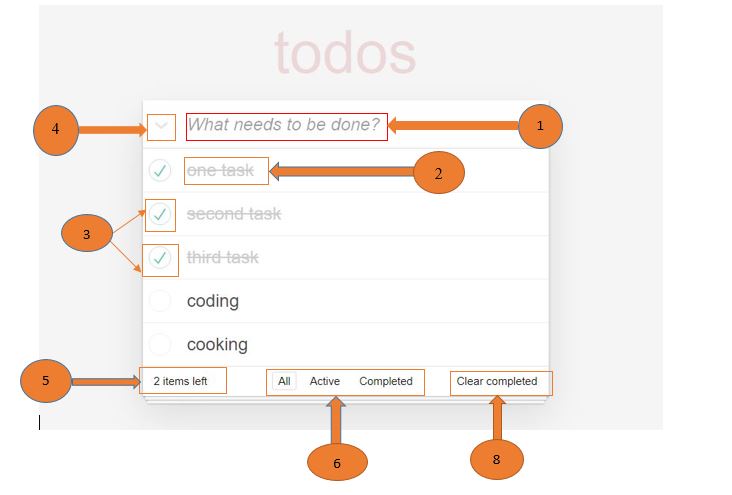 todos
4
What needs to be done?
1
one task
2
second task
3
third task
coding
cooking
5
2 items left
All Active Completed
Clear completed
6
8